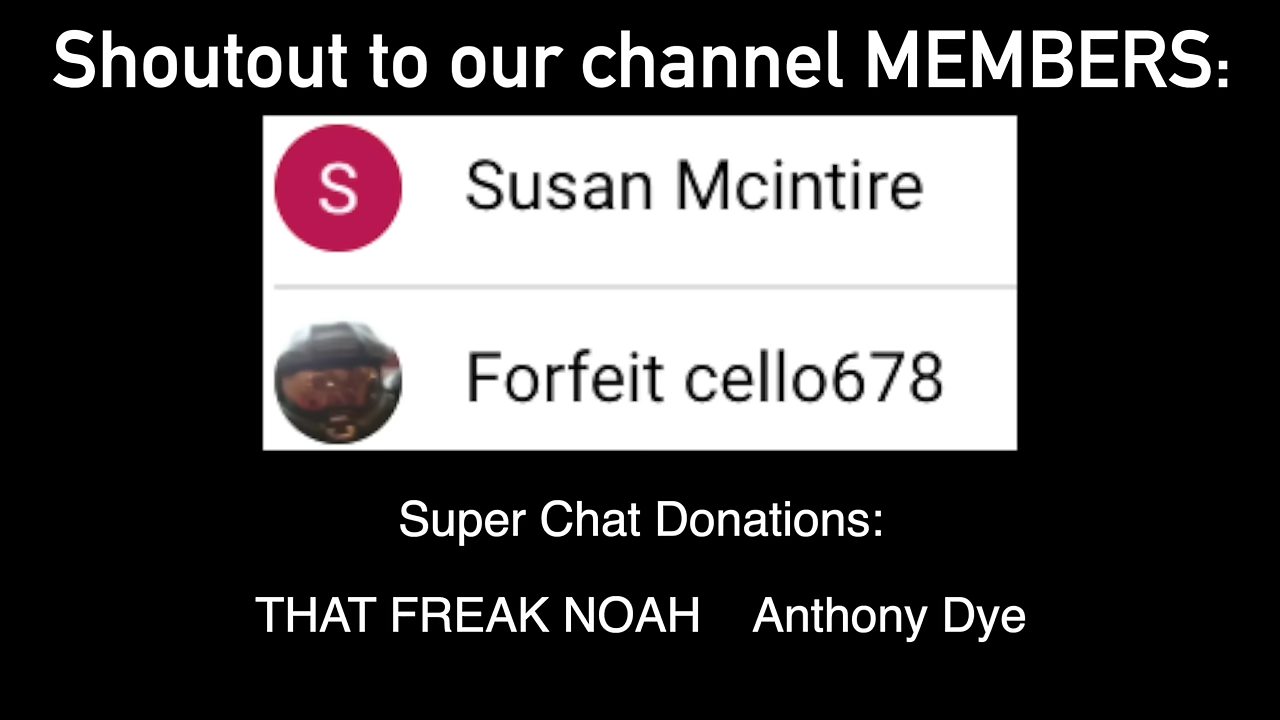 Shoutout to our channel MEMBERS:
S
Susan Mcintire
Forfeit cello678
Super Chat Donations:
THAT FREAK NOAH Anthony Dye